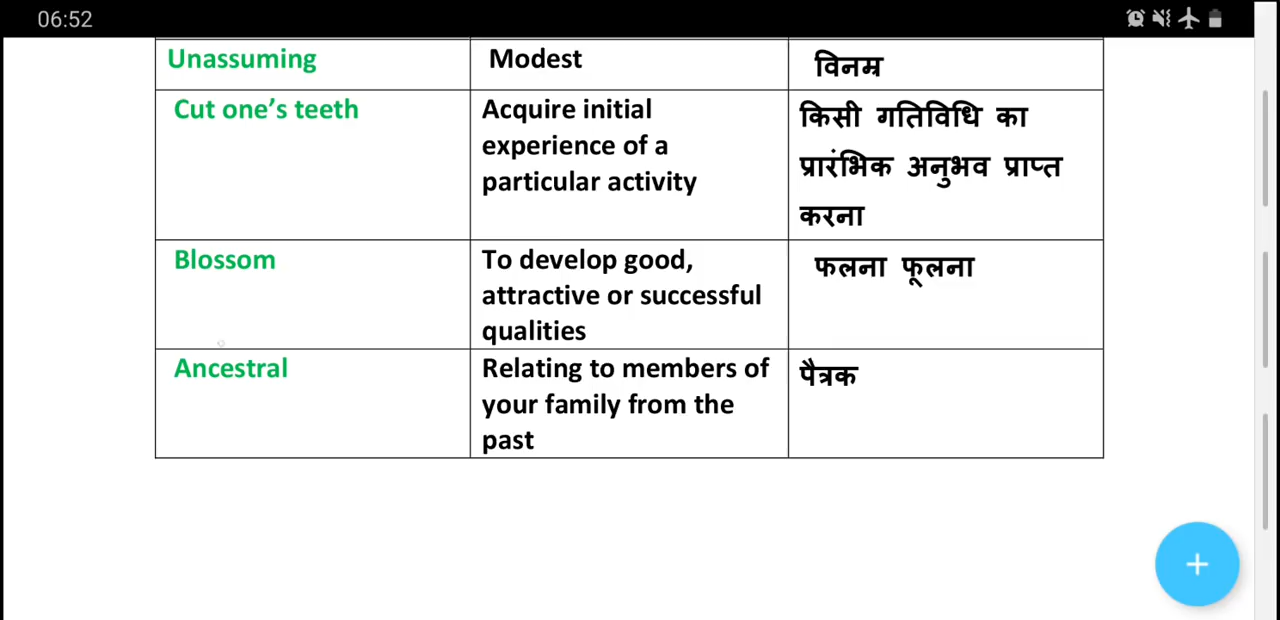 06:52
Unassuming
Modest
विनम्र
Cut one’s teeth
Acquire initial
experience of a
particular activity
किसी गतिविधि का
प्रारंभिक अनुभव प्राप्त
करना
Blossom
To develop good,
attractive or successful
qualities
फलना फूलना
Ancestral
Relating to members of
your family from the
past
पैत्रक